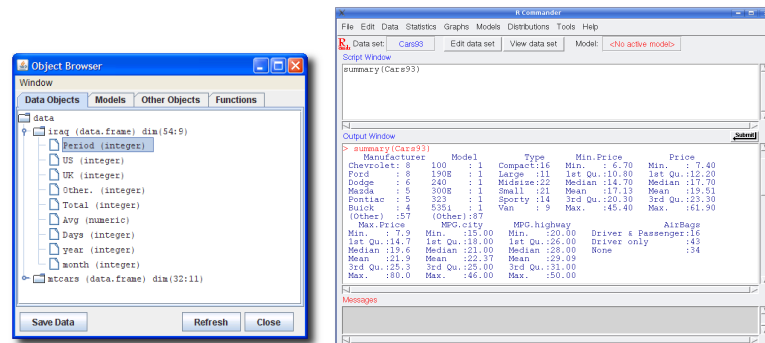 Object Browser
Window
Data Objects Models Other Objects Functions
data
iraq (data.frame) dim(54:9)
Period (integer)
US (integer)
UK (integer)
Other. (integer)
Total (integer)
Avg (numeric)
Days (integer)
year (integer)
month (integer)
mtcars (data.frame) dim(32:11)
Save Data Refresh Close
R Commander
File Edit Data Statistics Graphs Models Distributions Tools Help
Data set: Cars93 Edit data set View data set Model: <No active model>
Script Window
summary(Cars93)
Output Window Submit
> summary(Cars93)
Manufacturer Model Type Min.Price Price
Chevrolet: 8 100 : 1 Compact:16 Min. : 6.70 Min. : 7.40
Ford : 8 190E : 1 Large :11 1st Qu.:10.80 1st Qu.:12.20
Dodge : 6 240 : 1 Midsize:22 Median :14.70 Median :17.70
Mazda : 5 300E : 1 Small :21 Mean :17.13 Mean :19.51
Pontiac : 5 323 : 1 Sporty :14 3rd Qu.:20.30 3rd Qu.:23.30
Buick : 4 535i : 1 Van : 9 Max. :45.40 Max. :61.90
(Other) :57 (Other):87
Max.Price MPG.city MPG.highway AirBags
Min. : 7.9 Min. :15.00 Min. :20.00 Driver & Passenger:16
1st Qu.:14.7 1st Qu.:18.00 1st Qu.:26.00 Driver only :43
Median :19.6 Median :21.00 Median :28.00 None :34
Mean :21.9 Mean :22.37 Mean :29.09
3rd Qu.:25.3 3rd Qu.:25.00 3rd Qu.:31.00
Max. :80.0 Max. :46.00 Max. :50.00
Messages